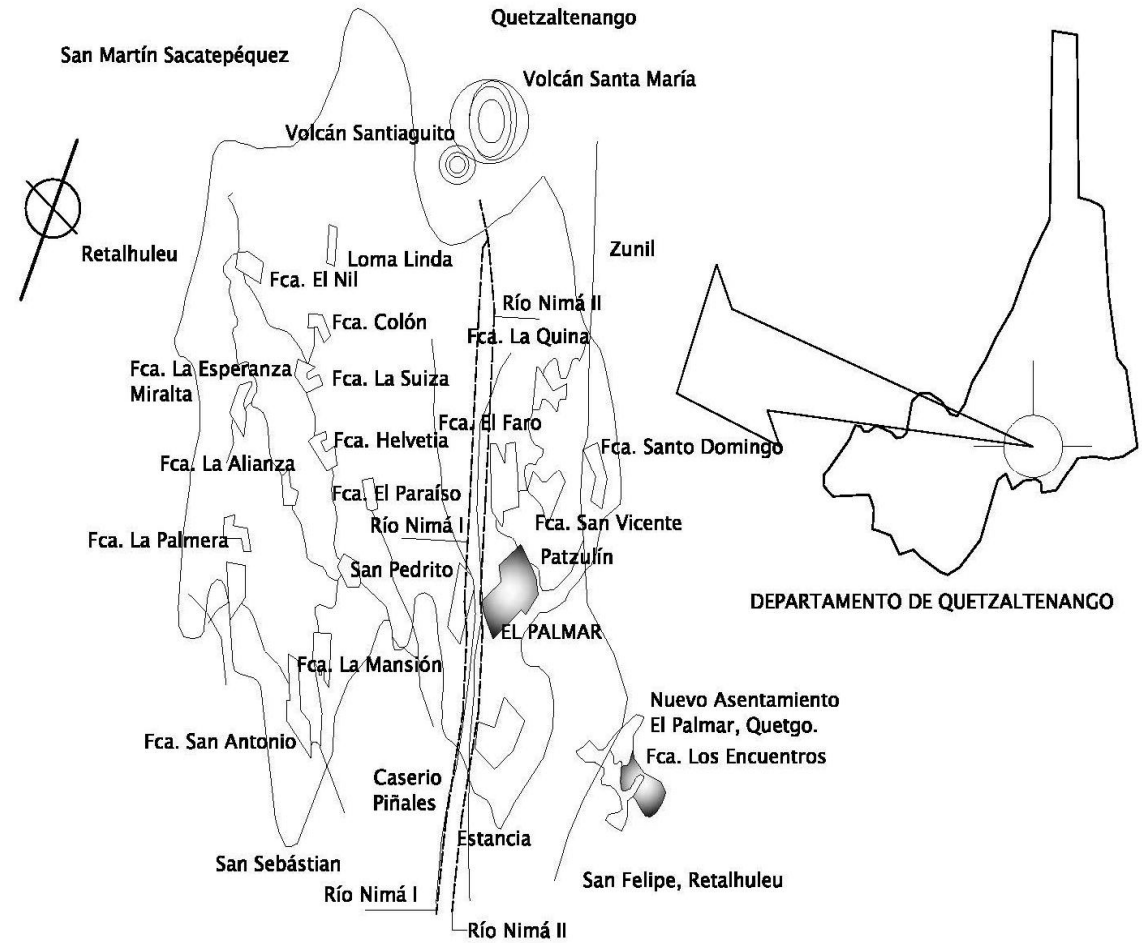 Quetzaltenango
San Martín Sacatepéquez
Volcán Santa María
Volcán Santiaguito
Retalhuleu
Zunil
Loma Linda
Fca. El Nil
Río Nimá II
Fca. Colón
Fca. La Quina
Fca. La Esperanza
Miralta
Fca. La Suiza
Fca. El Faro
Fca. Helvetia
Fca. Santo Domingo
Fca. La Alianza
Fca. El Paraíso
Río Nimá I
Fca. San Vicente
Fca. La Palmera
Patzulín
San Pedrito
DEPARTAMENTO DE QUETZALTENANGO
EL PALMAR
Fca. La Mansión
Nuevo Asentamiento
El Palmar, Quetgo.
Fca. San Antonio
Fca. Los Encuentros
Caserio
Piñales
Estancia
San Sebástian
San Felipe, Retalhuleu
Río Nimá I
Río Nimá II